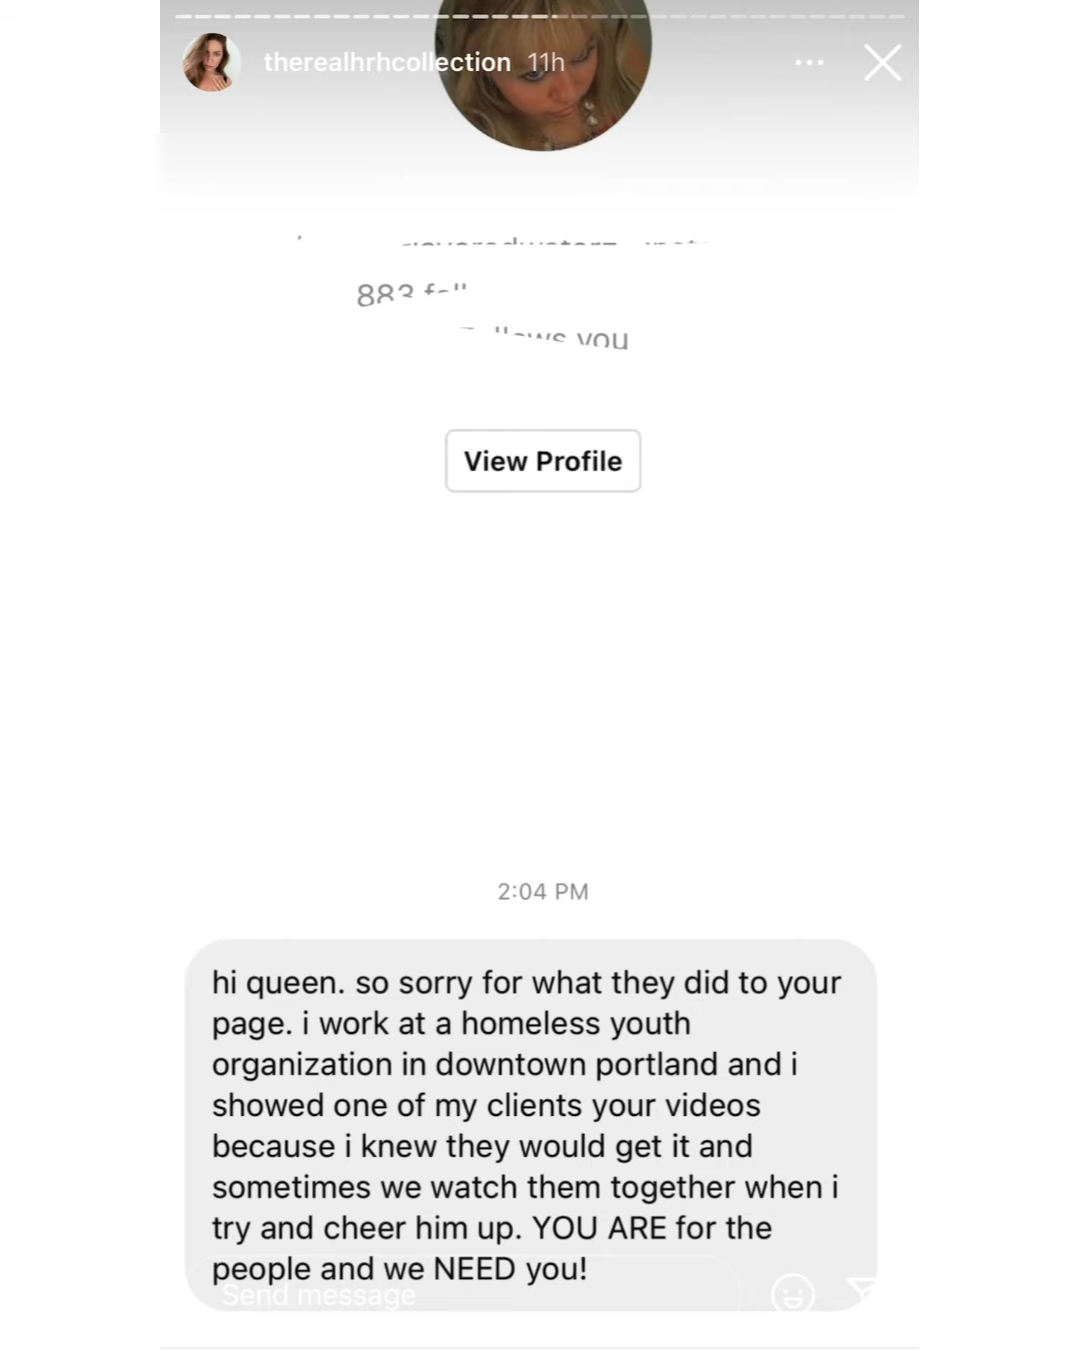 therealhrhcollection 11h
883
you
View Profile
2:04 PM
hi queen. so sorry for what they did to your
page. i work at a homeless youth
organization in downtown portland and i
showed one of my clients your videos
because i knew they would get it and
sometimes we watch them together when i
try and cheer him up. YOU ARE for the
people and we NEED you!
Send message